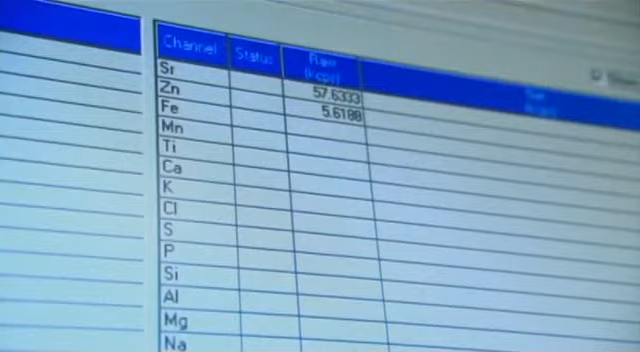 Channel Status Raw (kcps)
Sr 57.6333
Zn 5.6188
Fe
Mn
Ti
Ca
K
Cl
S
P
Si
Al
Mg
Na